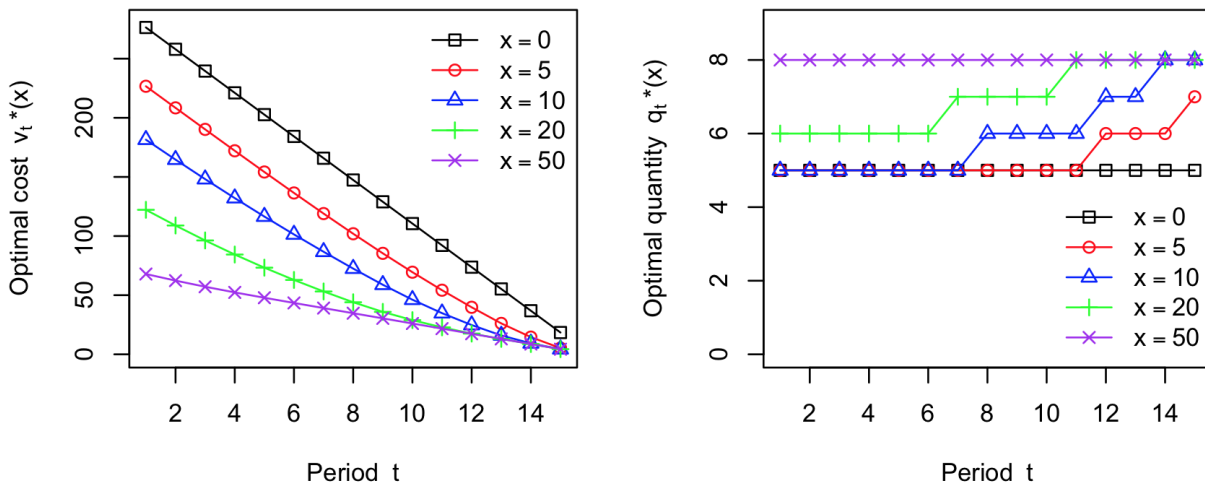 Optimal cost vt *(x)
0
50
100
200
2
4
6
8
10
12
14
Period t
x = 0
x = 5
x = 10
x = 20
x = 50
Optimal quantity qt *(x)
0
2
4
6
8
2
4
6
8
10
12
14
Period t
x = 0
x = 5
x = 10
x = 20
x = 50